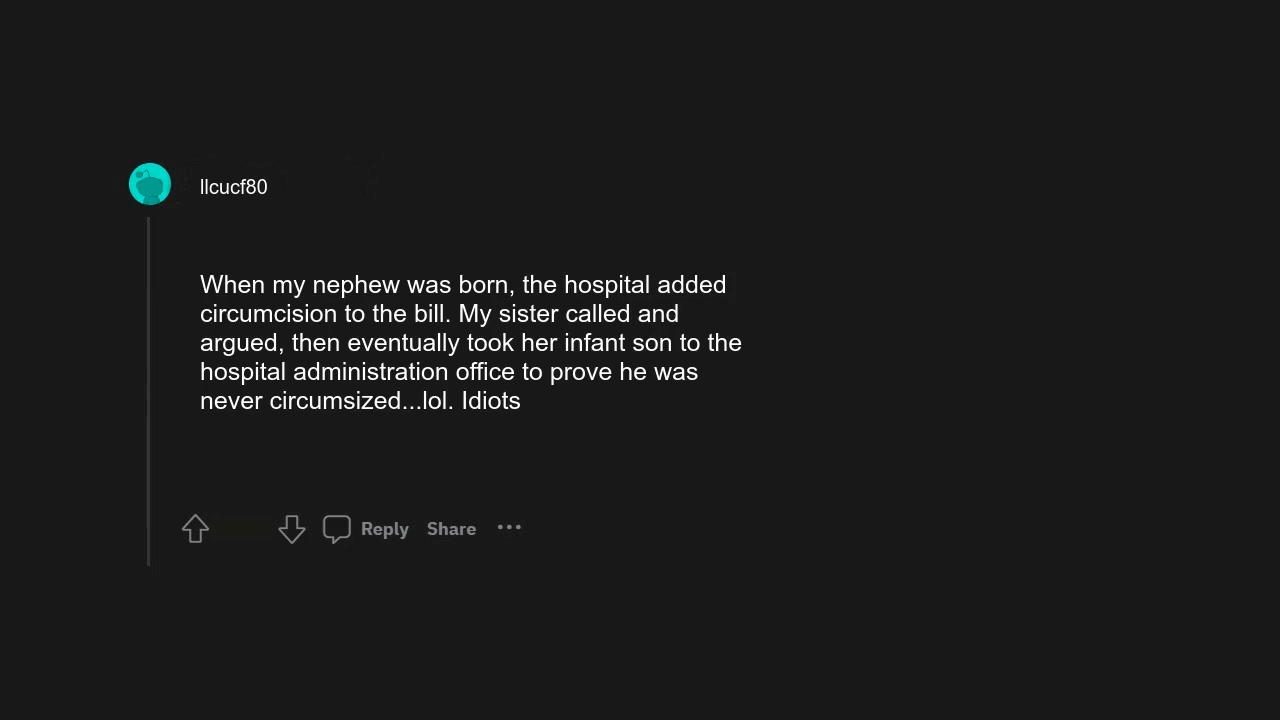 llcucf80
When my nephew was born, the hospital added
circumcision to the bill. My sister called and
argued, then eventually took her infant son to the
hospital administration office to prove he was
never circumsized...lol. Idiots
Reply Share